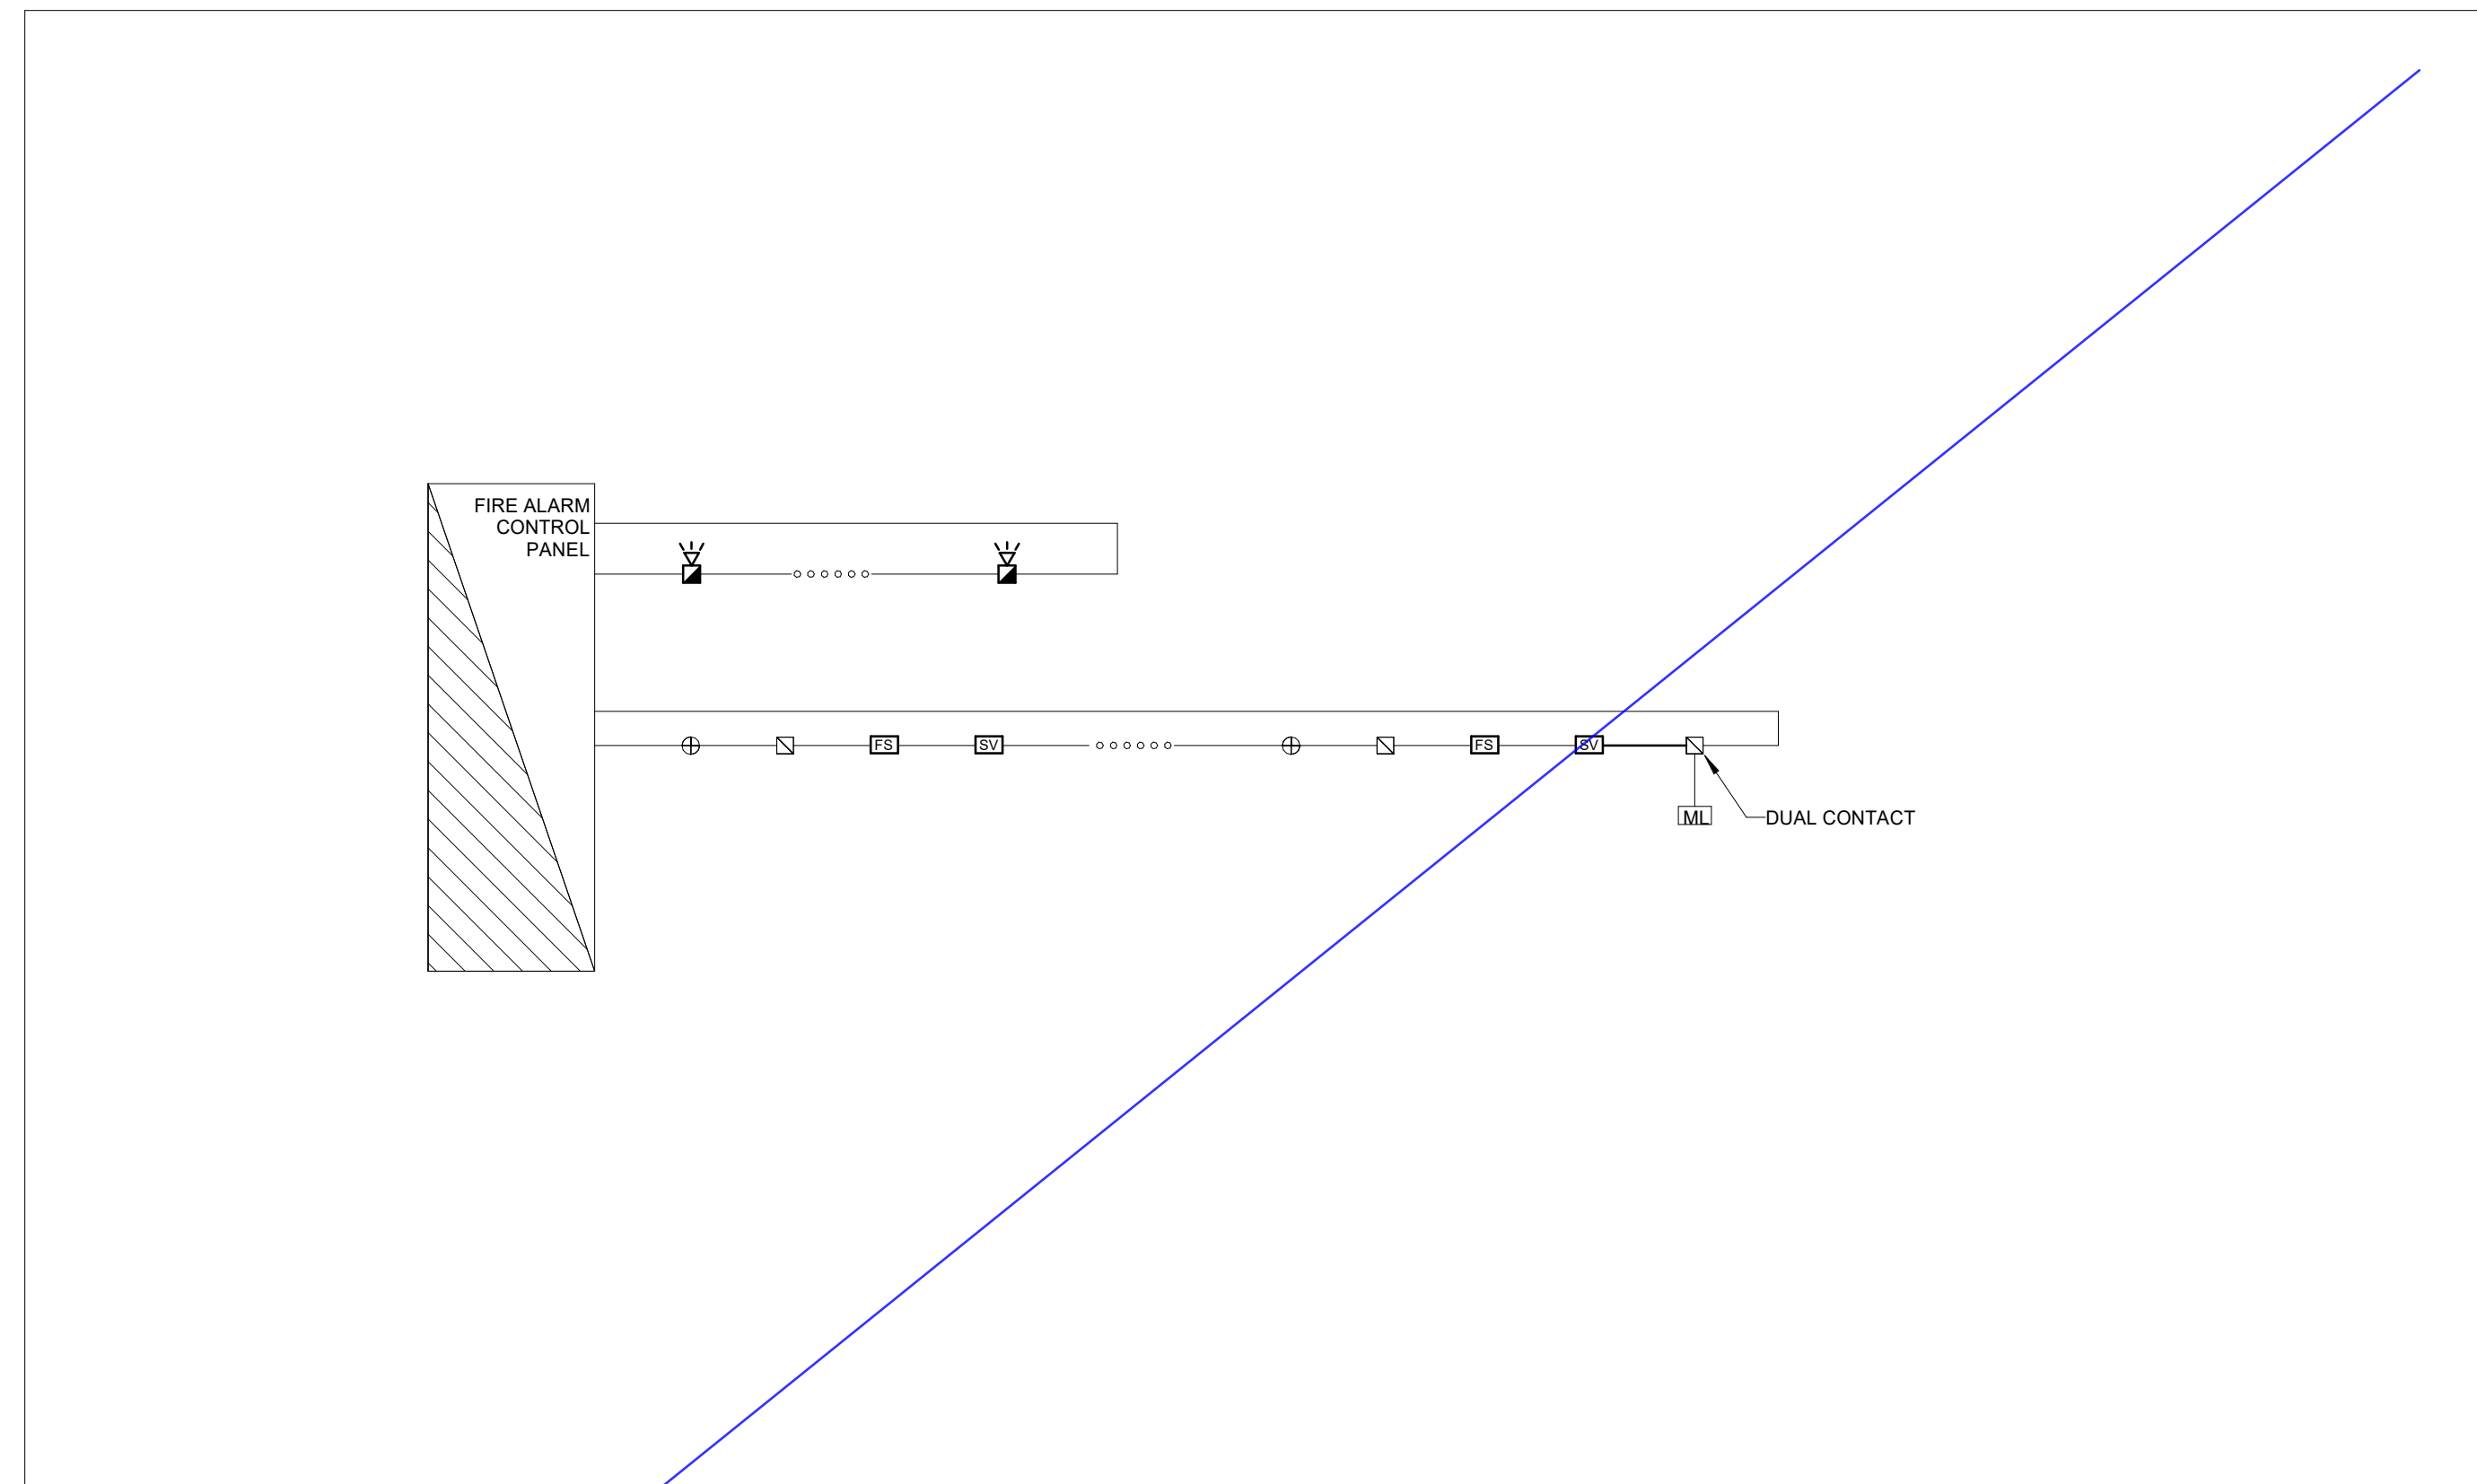 FIRE ALARM
CONTROL
PANEL
FS
SV
FS
SV
ML
DUAL CONTACT